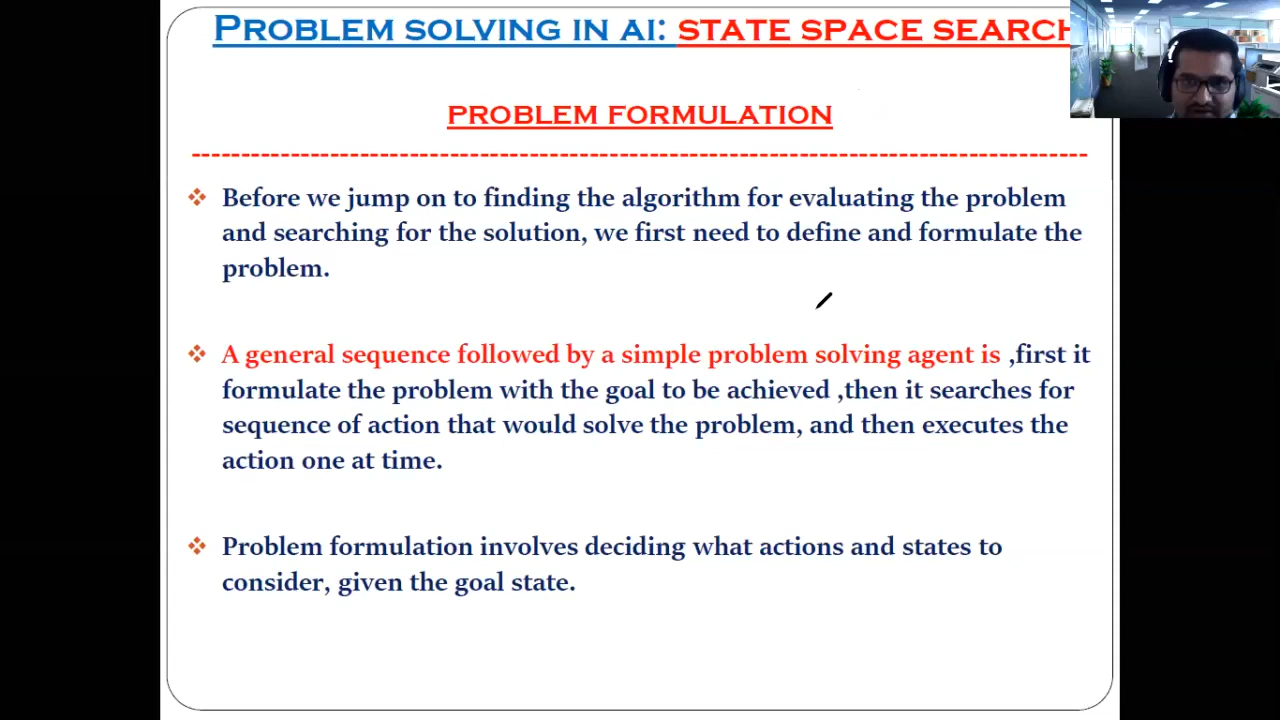 PROBLEM SOLVING IN AI: STATE SPACE SEARCH
PROBLEM FORMULATION
--------------------------------------------------------------------------------------------
❖ Before we jump on to finding the algorithm for evaluating the problem
and searching for the solution, we first need to define and formulate the
problem.
❖ A general sequence followed by a simple problem solving agent is ,first it
formulate the problem with the goal to be achieved ,then it searches for
sequence of action that would solve the problem, and then executes the
action one at time.
❖ Problem formulation involves deciding what actions and states to
consider, given the goal state.